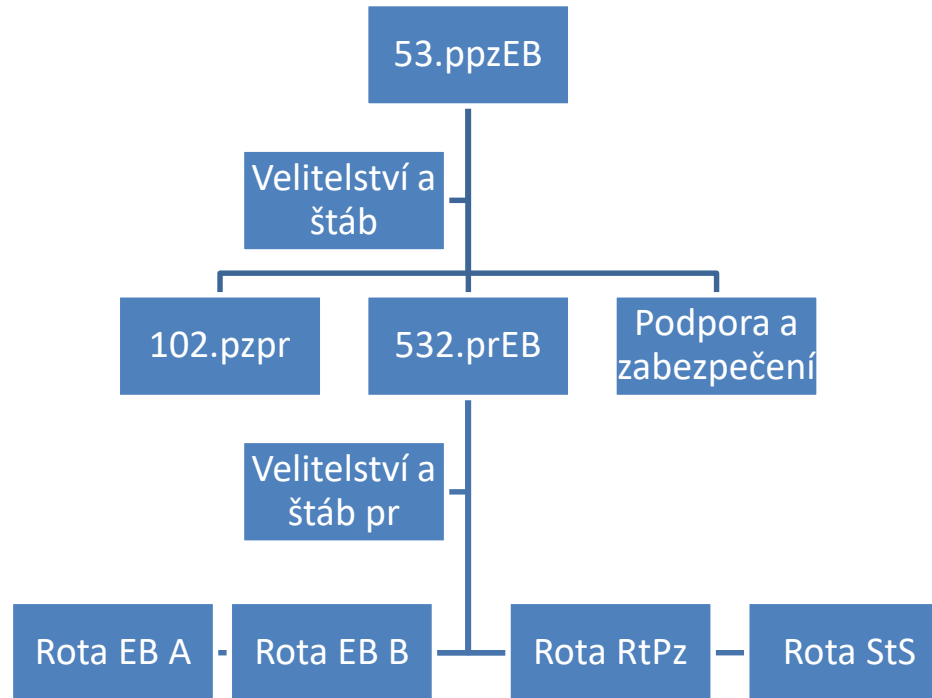 53.ppzEB
Velitelství a
štáb
102.pzpr
532.prEB
Podpora a
zabezpečení
Velitelství a
štáb pr
Rota EB A
Rota EB B
Rota RtPz
Rota StS